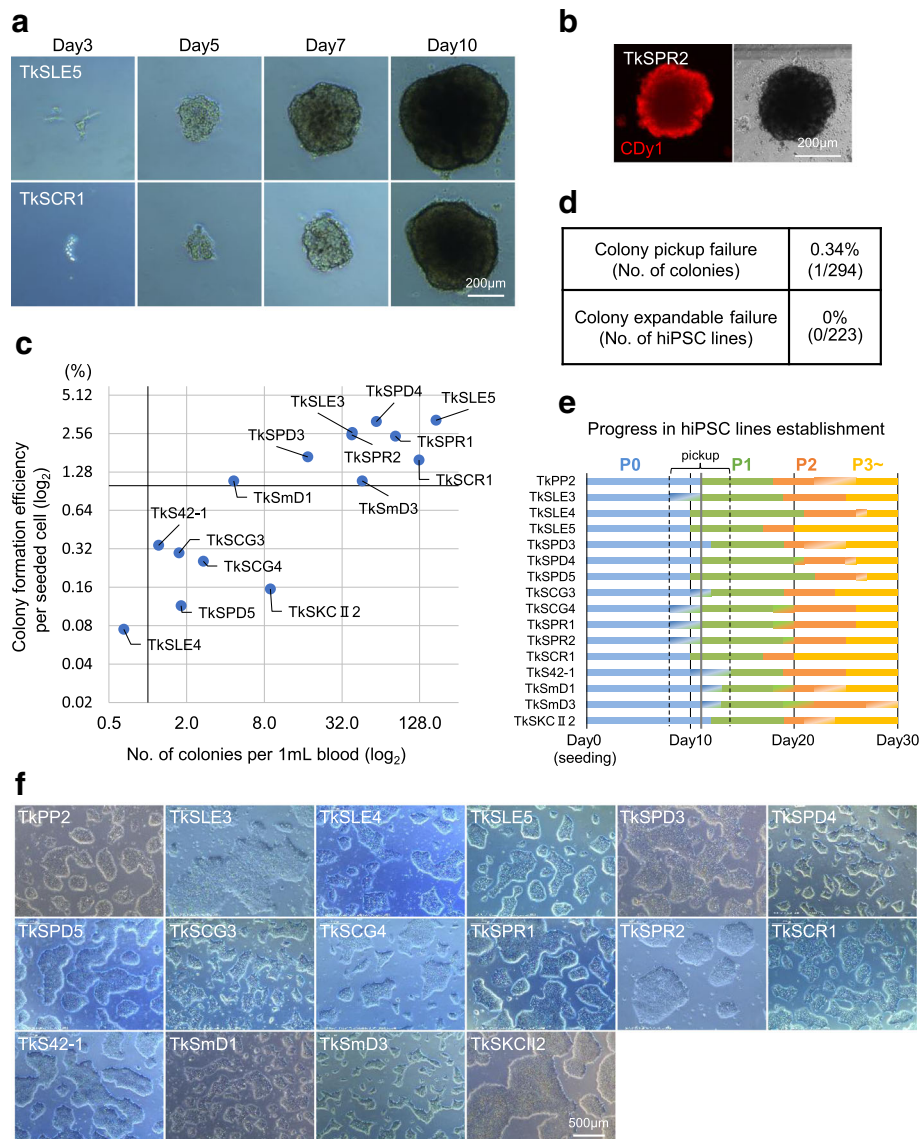 a
Day3 Day5 Day7 Day10
TkSLE5
TkSCR1
200μm
b
TkSPR2
CDy1
200μm
d
Colony pickup failure
(No. of colonies)
0.34%
(1/294)
Colony expandable failure
(No. of hiPSC lines)
0%
(0/223)
c
(%)
Colony formation efficiency
per seeded cell (log2)
5.12
2.56
1.28
0.64
0.32
0.16
0.08
0.04
0.02
TkSPD4
TkSLE3
TkSLE5
TkSPD3
TkSPR1
TkSPR2
TkSCR1
TkSmD1
TkSmD3
TkS42-1
TkSCG3
TkSCG4
TkSPD5
TkSKCⅡ2
TkSLE4
0.5 2.0 8.0 32.0 128.0
No. of colonies per 1mL blood (log2)
e
Progress in hiPSC lines establishment
P0 pickup P1 P2 P3~
TkPP2
TkSLE3
TkSLE4
TkSLE5
TkSPD3
TkSPD4
TkSPD5
TkSCG3
TkSCG4
TkSPR1
TkSPR2
TkSCR1
TkS42-1
TkSmD1
TkSmD3
TkSKCⅡ2
Day0 Day10 Day20 Day30
(seeding)
f
TkPP2 TkSLE3 TkSLE4 TkSLE5 TkSPD3 TkSPD4
TkSPD5 TkSCG3 TkSCG4 TkSPR1 TkSPR2 TkSCR1
TkS42-1 TkSmD1 TkSmD3 TkSKCII2
500μm